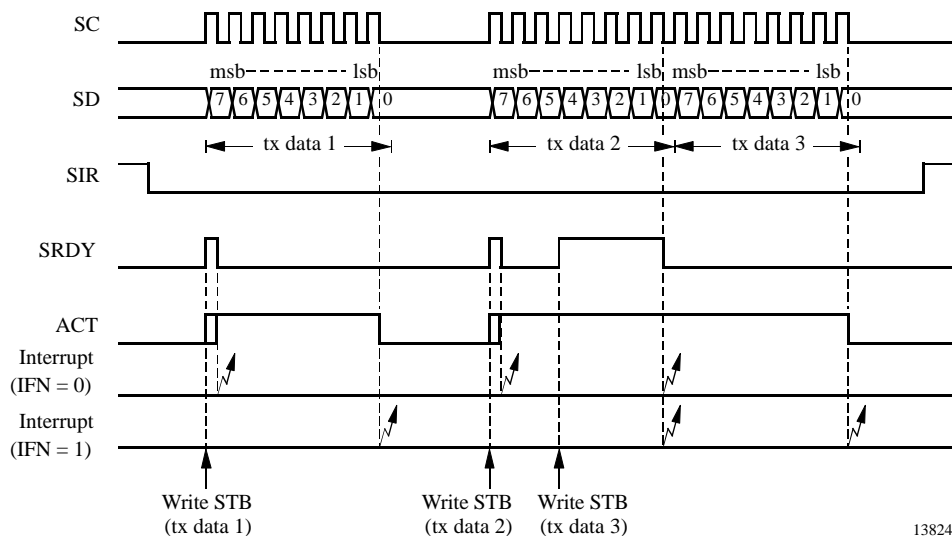 SC
msb lsb msb lsb
SD 7 6 5 4 3 2 1 0 7 6 5 4 3 2 1 0 7 6 5 4 3 2 1 0
tx data 1 tx data 2 tx data 3
SIR
SRDY
ACT
Interrupt
(IFN = 0)
Interrupt
(IFN = 1)
Write STB Write STB Write STB
(tx data 1) (tx data 2) (tx data 3)
13824